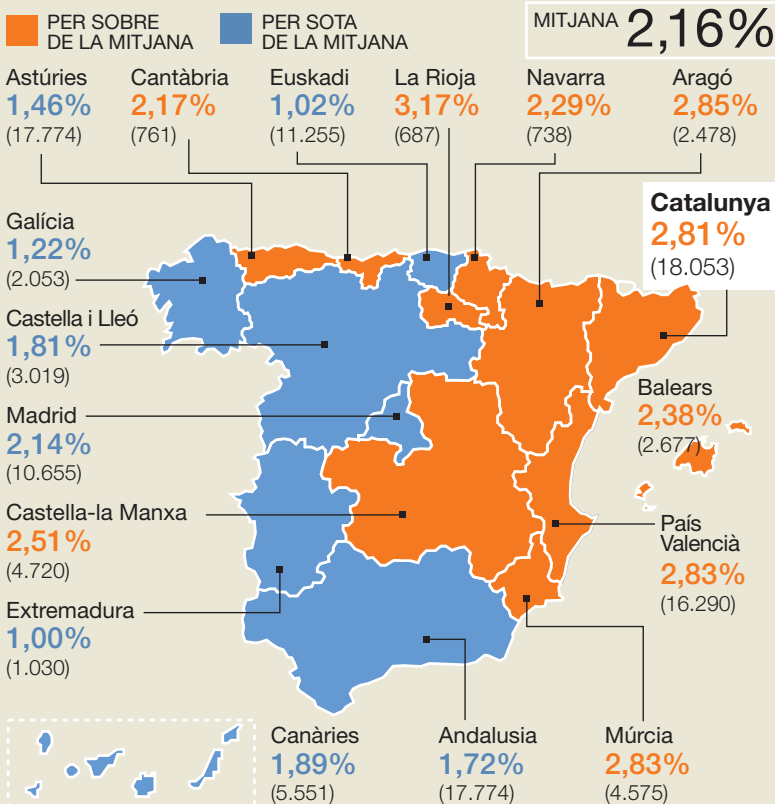 PER SOBRE
DE LA MITJANA
PER SOTA
DE LA MITJANA
MITJANA 2,16%
Astúries
1,46%
(17.774)
Cantàbria
2,17%
(761)
Euskadi
1,02%
(11.255)
La Rioja
3,17%
(687)
Navarra
2,29%
(738)
Aragó
2,85%
(2.478)
Catalunya
2,81%
(18.053)
Galícia
1,22%
(2.053)
Castella i Lleó
1,81%
(3.019)
Madrid
2,14%
(10.655)
Castella-la Manxa
2,51%
(4.720)
Extremadura
1,00%
(1.030)
Balears
2,38%
(2.677)
País
Valencià
2,83%
(16.290)
Canàries
1,89%
(5.551)
Andalusia
1,72%
(17.774)
Múrcia
2,83%
(4.575)